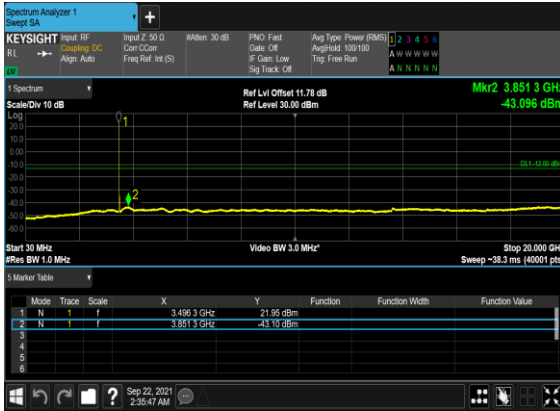 Spectrum Analyzer 1
Swept SA
+
KEYSIGHT
RL
Input: RF
Coupling: DC
Align: Auto
Input Z: 50 Ω
Corr CCorr
Freq Ref: Int (S)
#Atten: 30 dB
PNO: Fast
Gate: Off
IF Gain: Low
Sig Track: Off
Avg Type: Power (RMS)
Avg|Hold: 100/100
Trig: Free Run
1 2 3 4 5 6
A W W W W W
A N N N N N
1 Spectrum
Scale/Div 10 dB
Ref Lvl Offset 11.78 dB
Ref Level 30.00 dBm
Mkr2 3.851 3 GHz
-43.096 dBm
Log
20.0
10.0
0.00
-10.0
-20.0
-30.0
-40.0
-50.0
-60.0
1
2
DL1 -13.00 dBm
Start 30 MHz
#Res BW 1.0 MHz
Video BW 3.0 MHz*
Stop 20.000 GH
Sweep ~38.3 ms (40001 pts
5 Marker Table
Mode Trace Scale X Y Function Function Width Function Value
1 N 1 f 3.496 3 GHz 21.95 dBm
2 N 1 f 3.851 3 GHz -43.10 dBm
3
4
5
6
?
Sep 22, 2021
2:35:47 AM